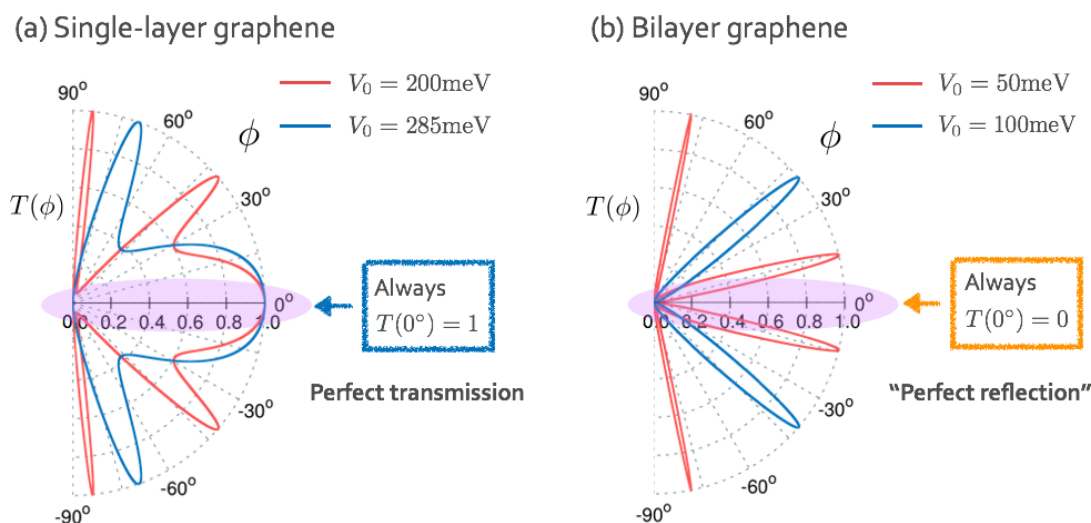 (a) Single-layer graphene
V₀ = 200meV
V₀ = 285meV
90°
60°
ϕ
T(ϕ)
30°
0°
0.0 0.2 0.4 0.6 0.8 1.0
-30°
-60°
-90°
Always
T(0°) = 1
Perfect transmission
(b) Bilayer graphene
V₀ = 50meV
V₀ = 100meV
90°
60°
ϕ
T(ϕ)
30°
0°
0.0 0.2 0.4 0.6 0.8 1.0
-30°
-60°
-90°
Always
T(0°) = 0
“Perfect reflection”